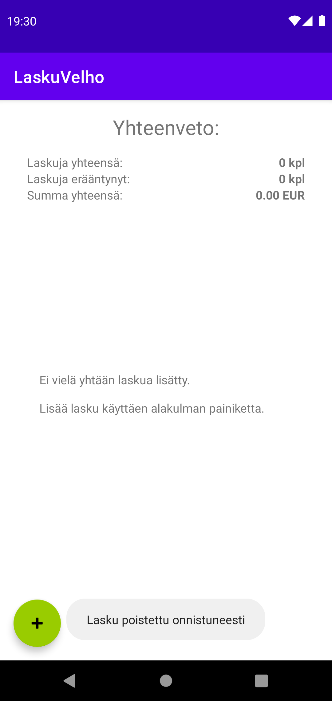 19:30
LaskuVelho
Yhteenveto:
Laskuja yhteensä: 0 kpl
Laskuja erääntynyt: 0 kpl
Summa yhteensä: 0.00 EUR
Ei vielä yhtään laskua lisätty.
Lisää lasku käyttäen alakulman painiketta.
+
Lasku poistettu onnistuneesti